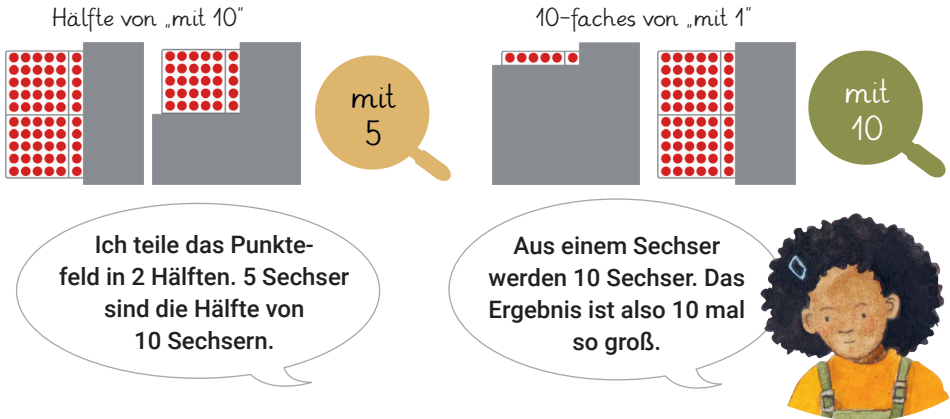 Hälfte von „mit 10"
10-faches von „mit 1"
mit
5
mit
10
Ich teile das Punkte-
feld in 2 Hälften. 5 Sechser
sind die Hälfte von
10 Sechsern.
Aus einem Sechser
werden 10 Sechser. Das
Ergebnis ist also 10 mal
so groß.